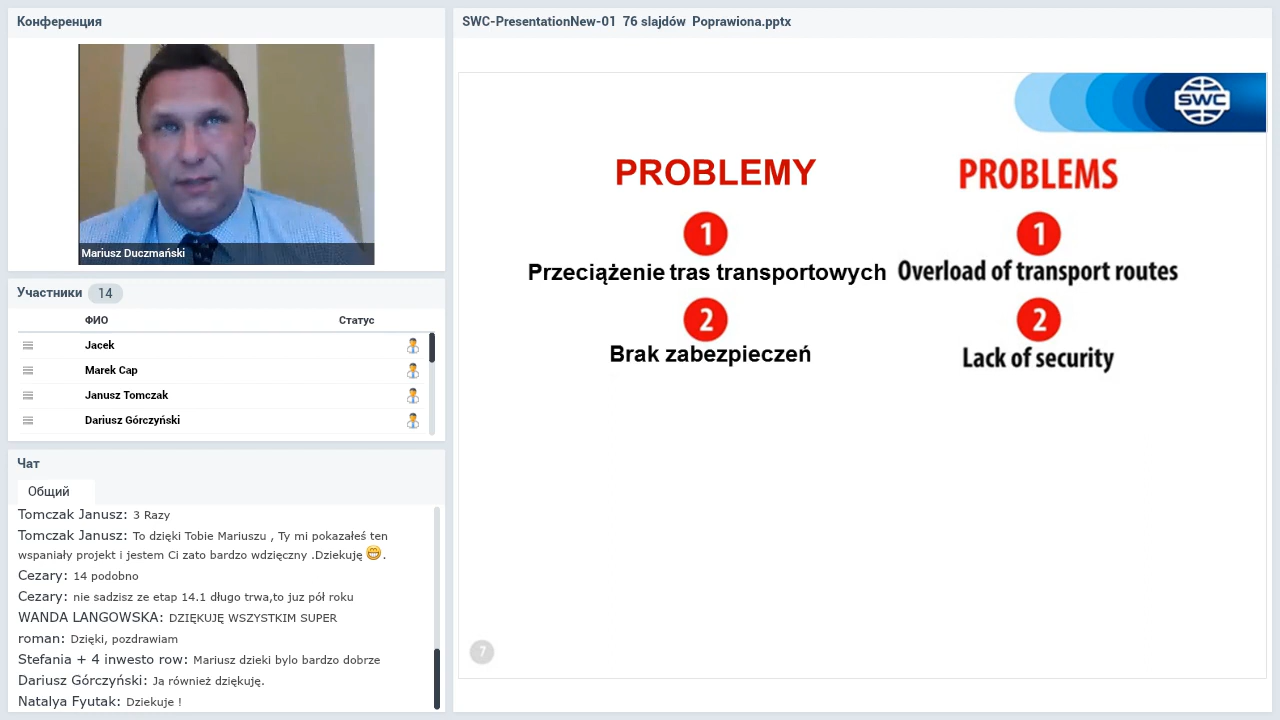 Конференция
Mariusz Duczmański
Участники 14
ФИО Статус
Jacek
Marek Cap
Janusz Tomczak
Dariusz Górczyński
Чат
Общий
Tomczak Janusz: 3 Razy
Tomczak Janusz: To dzięki Tobie Mariuszu , Ty mi pokazałeś ten
wspaniały projekt i jestem Ci zato bardzo wdzięczny .Dziekuję 😁.
Cezary: 14 podobno
Cezary: nie sadzisz ze etap 14.1 długo trwa,to juz pół roku
WANDA LANGOWSKA: DZIĘKUJĘ WSZYSTKIM SUPER
roman: Dzięki, pozdrawiam
Stefania + 4 inwesto row: Mariusz dzieki bylo bardzo dobrze
Dariusz Górczyński: Ja również dziękuję.
Natalya Fyutak: Dziekuje !
SWC-PresentationNew-01 76 slajdów Poprawiona.pptx
SWC
PROBLEMY
1
Przeciążenie tras transportowych
2
Brak zabezpieczeń
PROBLEMS
1
Overload of transport routes
2
Lack of security
7